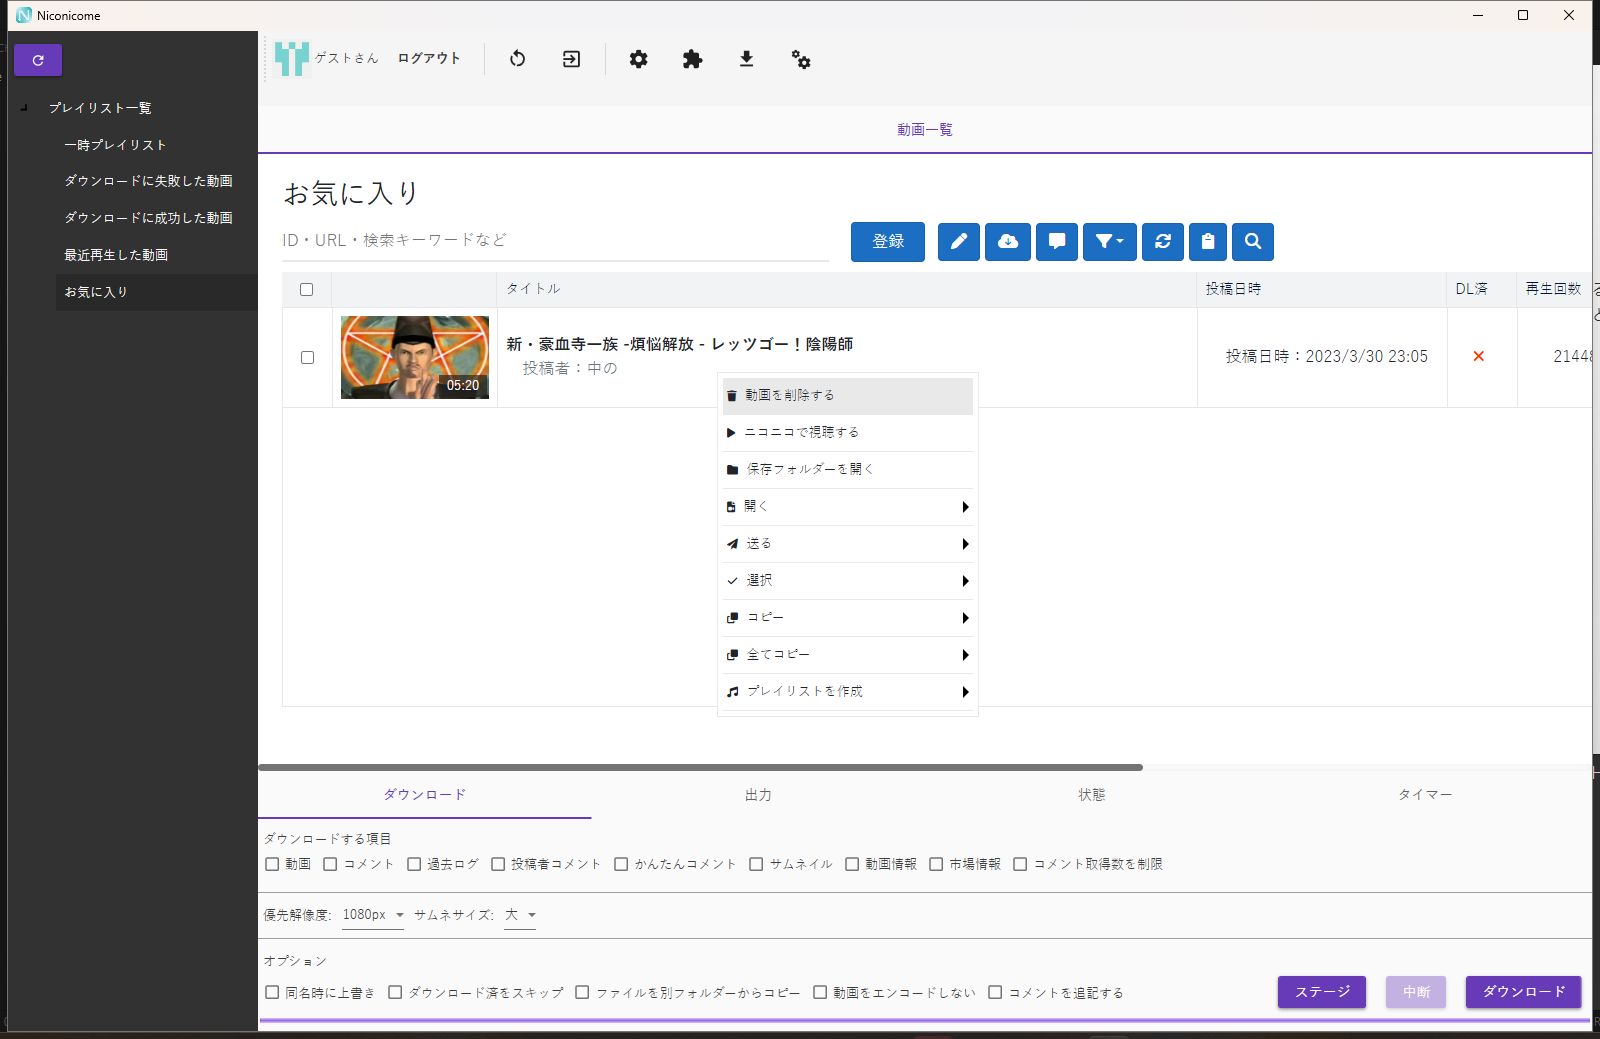 Niconicome
ゲストさん ログアウト
プレイリスト一覧
一時プレイリスト
ダウンロードに失敗した動画
ダウンロードに成功した動画
最近再生した動画
お気に入り
動画一覧
お気に入り
ID・URL・検索キーワードなど
登録
タイトル 投稿日時 DL済 再生回数
05:20
新・豪血寺一族 -煩悩解放 - レッツゴー！陰陽師
投稿者：中の
投稿日時：2023/3/30 23:05
×
21448
動画を削除する
ニコニコで視聴する
保存フォルダーを開く
開く
送る
選択
コピー
全てコピー
プレイリストを作成
ダウンロード 出力 状態 タイマー
ダウンロードする項目
動画 コメント 過去ログ 投稿者コメント かんたんコメント サムネイル 動画情報 市場情報 コメント取得数を制限
優先解像度: 1080px サムネサイズ: 大
オプション
同名時に上書き ダウンロード済をスキップ ファイルを別フォルダーからコピー 動画をエンコードしない コメントを追記する
ステージ 中断 ダウンロード